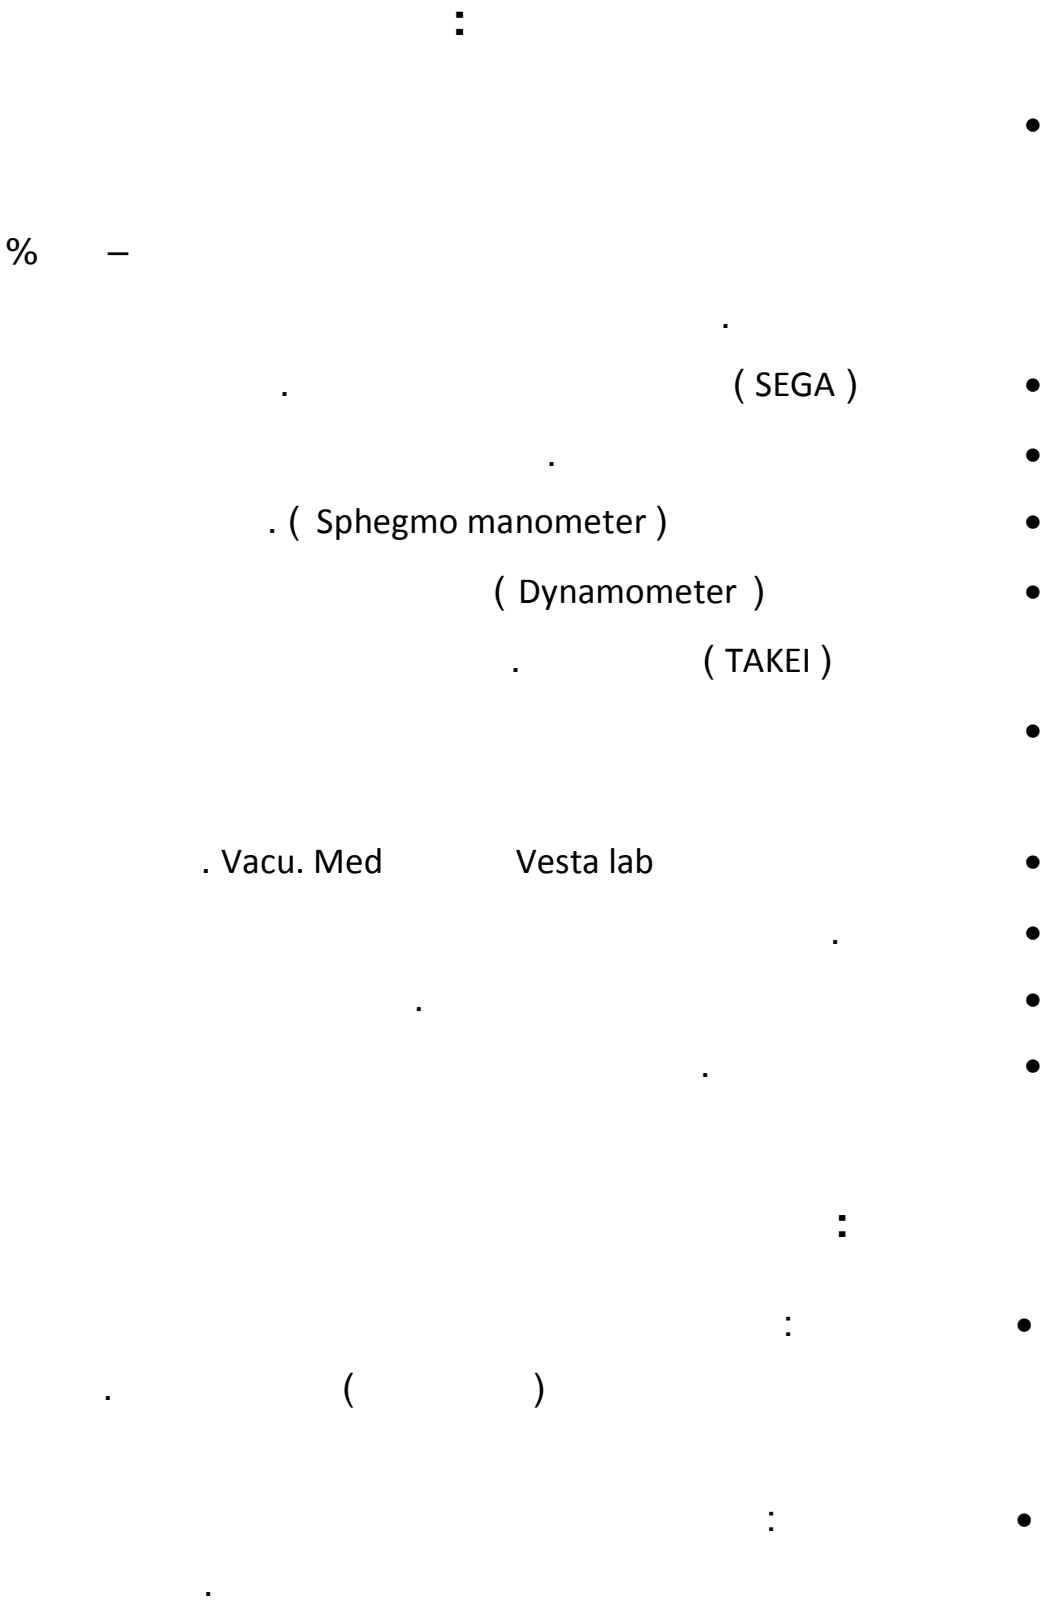 :
•
– %
.
• ( SEGA ) .
• .
• ( Sphegmo manometer ) .
• ( Dynamometer )
( TAKEI ) .
•
• Vesta lab Vacu. Med .
• .
• .
• .
:
• :
( ) .
• :
.